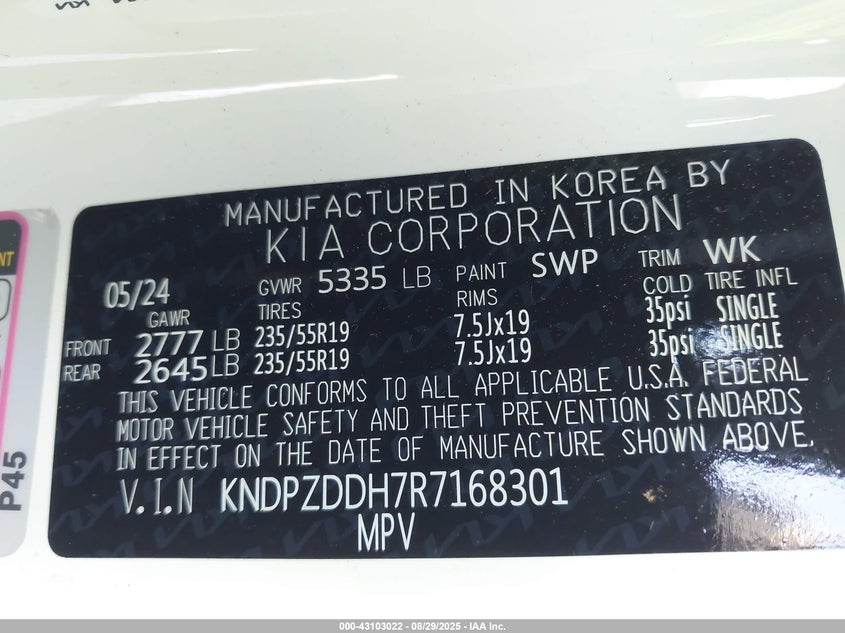 MANUFACTURED IN KOREA BY
KIA CORPORATION
05/24 GVWR 5335 LB PAINT SWP TRIM WK
GAWR TIRES RIMS COLD TIRE INFL
FRONT 2777 LB 235/55R19 7.5Jx19 35psi SINGLE
REAR 2645 LB 235/55R19 7.5Jx19 35psi SINGLE
THIS VEHICLE CONFORMS TO ALL APPLICABLE U.S.A. FEDERAL
MOTOR VEHICLE SAFETY AND THEFT PREVENTION STANDARDS
IN EFFECT ON THE DATE OF MANUFACTURE SHOWN ABOVE.
V.I.N KNDPZDDH7R7168301
MPV
P45
000-43103022 - 08/29/2025 - IAA Inc.